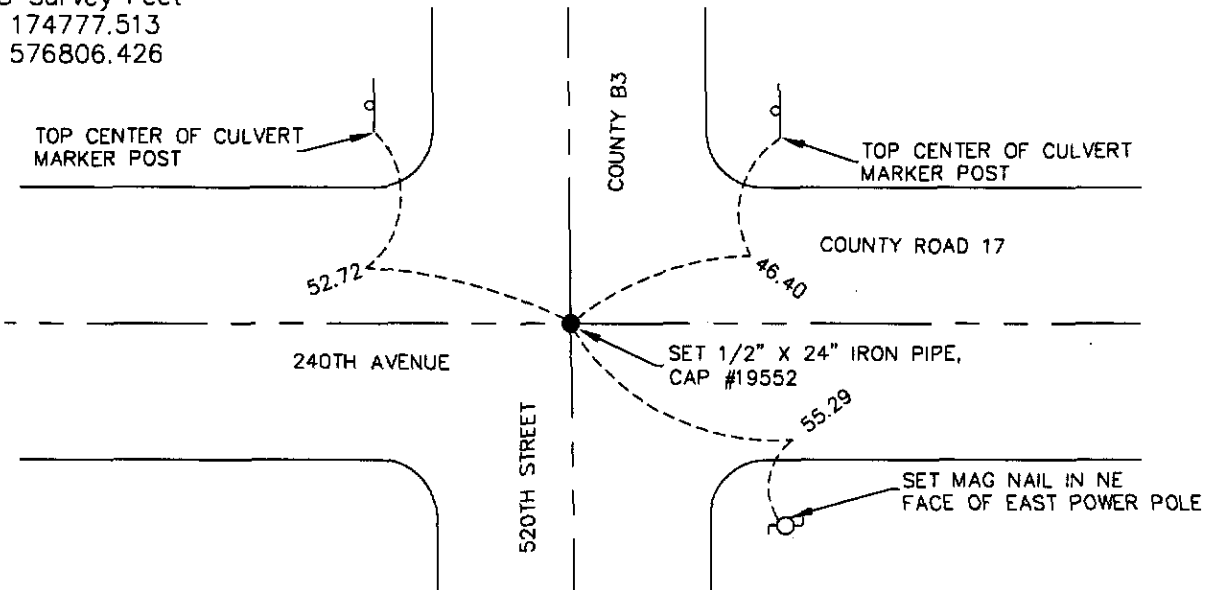 Survey Feet
174777.513
576806.426
TOP CENTER OF CULVERT
MARKER POST
COUNTY B3
TOP CENTER OF CULVERT
MARKER POST
COUNTY ROAD 17
52.72
46.40
240TH AVENUE
SET 1/2" X 24" IRON PIPE,
CAP #19552
520TH STREET
55.29
SET MAG NAIL IN NE
FACE OF EAST POWER POLE